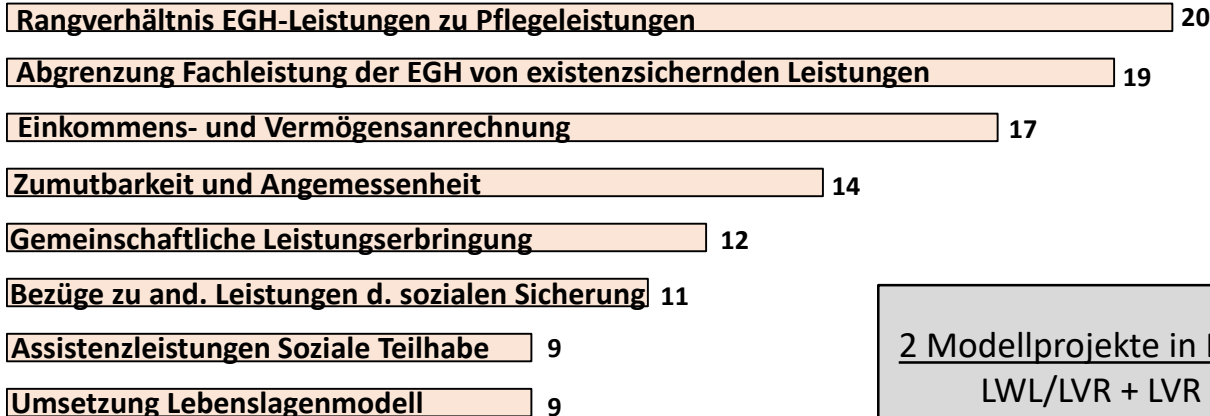 Rangverhältnis EGH-Leistungen zu Pflegeleistungen 20
Abgrenzung Fachleistung der EGH von existenzsichernden Leistungen 19
Einkommens- und Vermögensanrechnung 17
Zumutbarkeit und Angemessenheit 14
Gemeinschaftliche Leistungserbringung 12
Bezüge zu and. Leistungen d. sozialen Sicherung 11
Assistenzleistungen Soziale Teilhabe 9
Umsetzung Lebenslagenmodell 9
2 Modellprojekte in
LWL/LVR + LVR